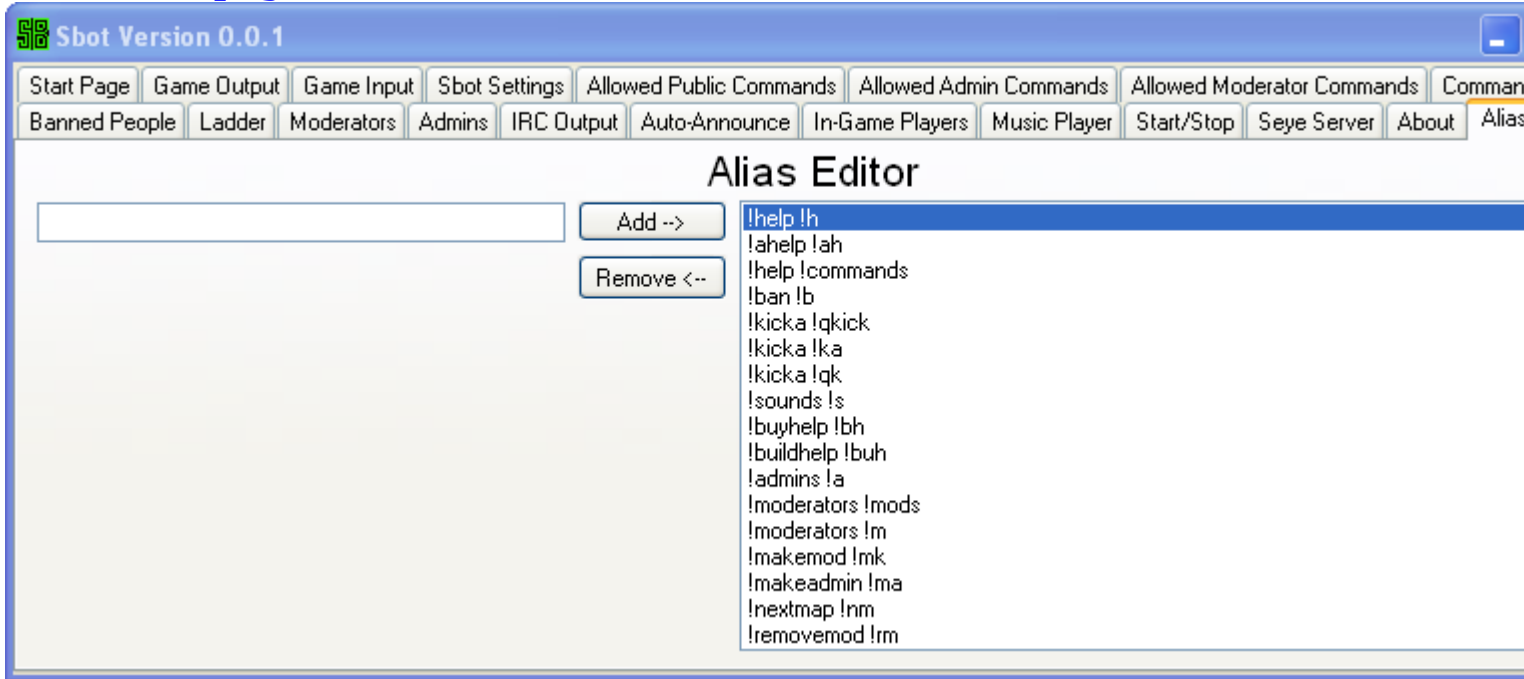 Sbot Version 0.0.1
Start Page Game Output Game Input Sbot Settings Allowed Public Commands Allowed Admin Commands Allowed Moderator Commands Comman
Banned People Ladder Moderators Admins IRC Output Auto-Announce In-Game Players Music Player Start/Stop Seye Server About Alias
Alias Editor
Add -->
Remove <--
!help !h
!ahelp !ah
!help !commands
!ban !b
!kicka !qkick
!kicka !ka
!kicka !qk
!sounds !s
!buyhelp !bh
!buildhelp !buh
!admins !a
!moderators !mods
!moderators !m
!makemod !mk
!makeadmin !ma
!nextmap !nm
!removemod !rm